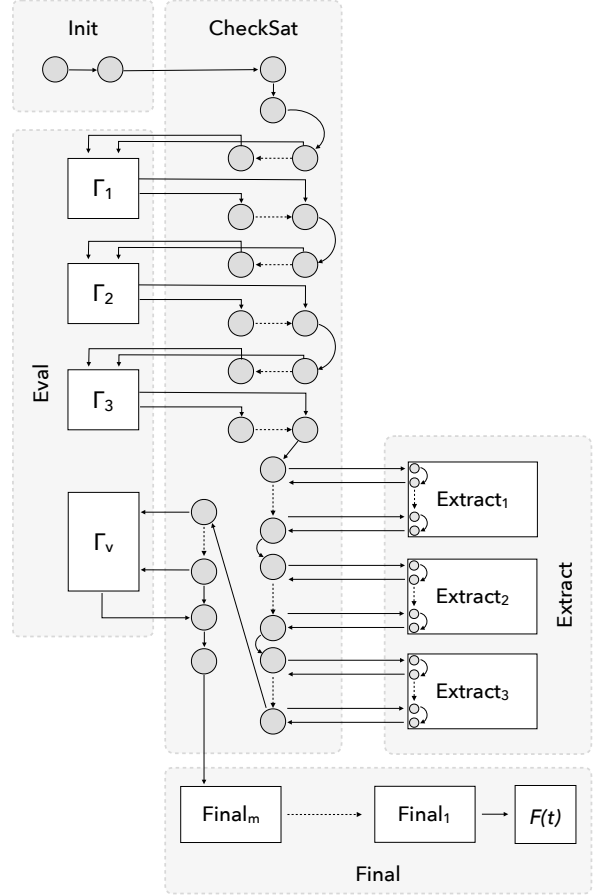 Init
CheckSat
Γ1
Γ2
Γ3
Eval
Γv
Extract1
Extract2
Extract3
Extract
Finalm
Final1
F(t)
Final